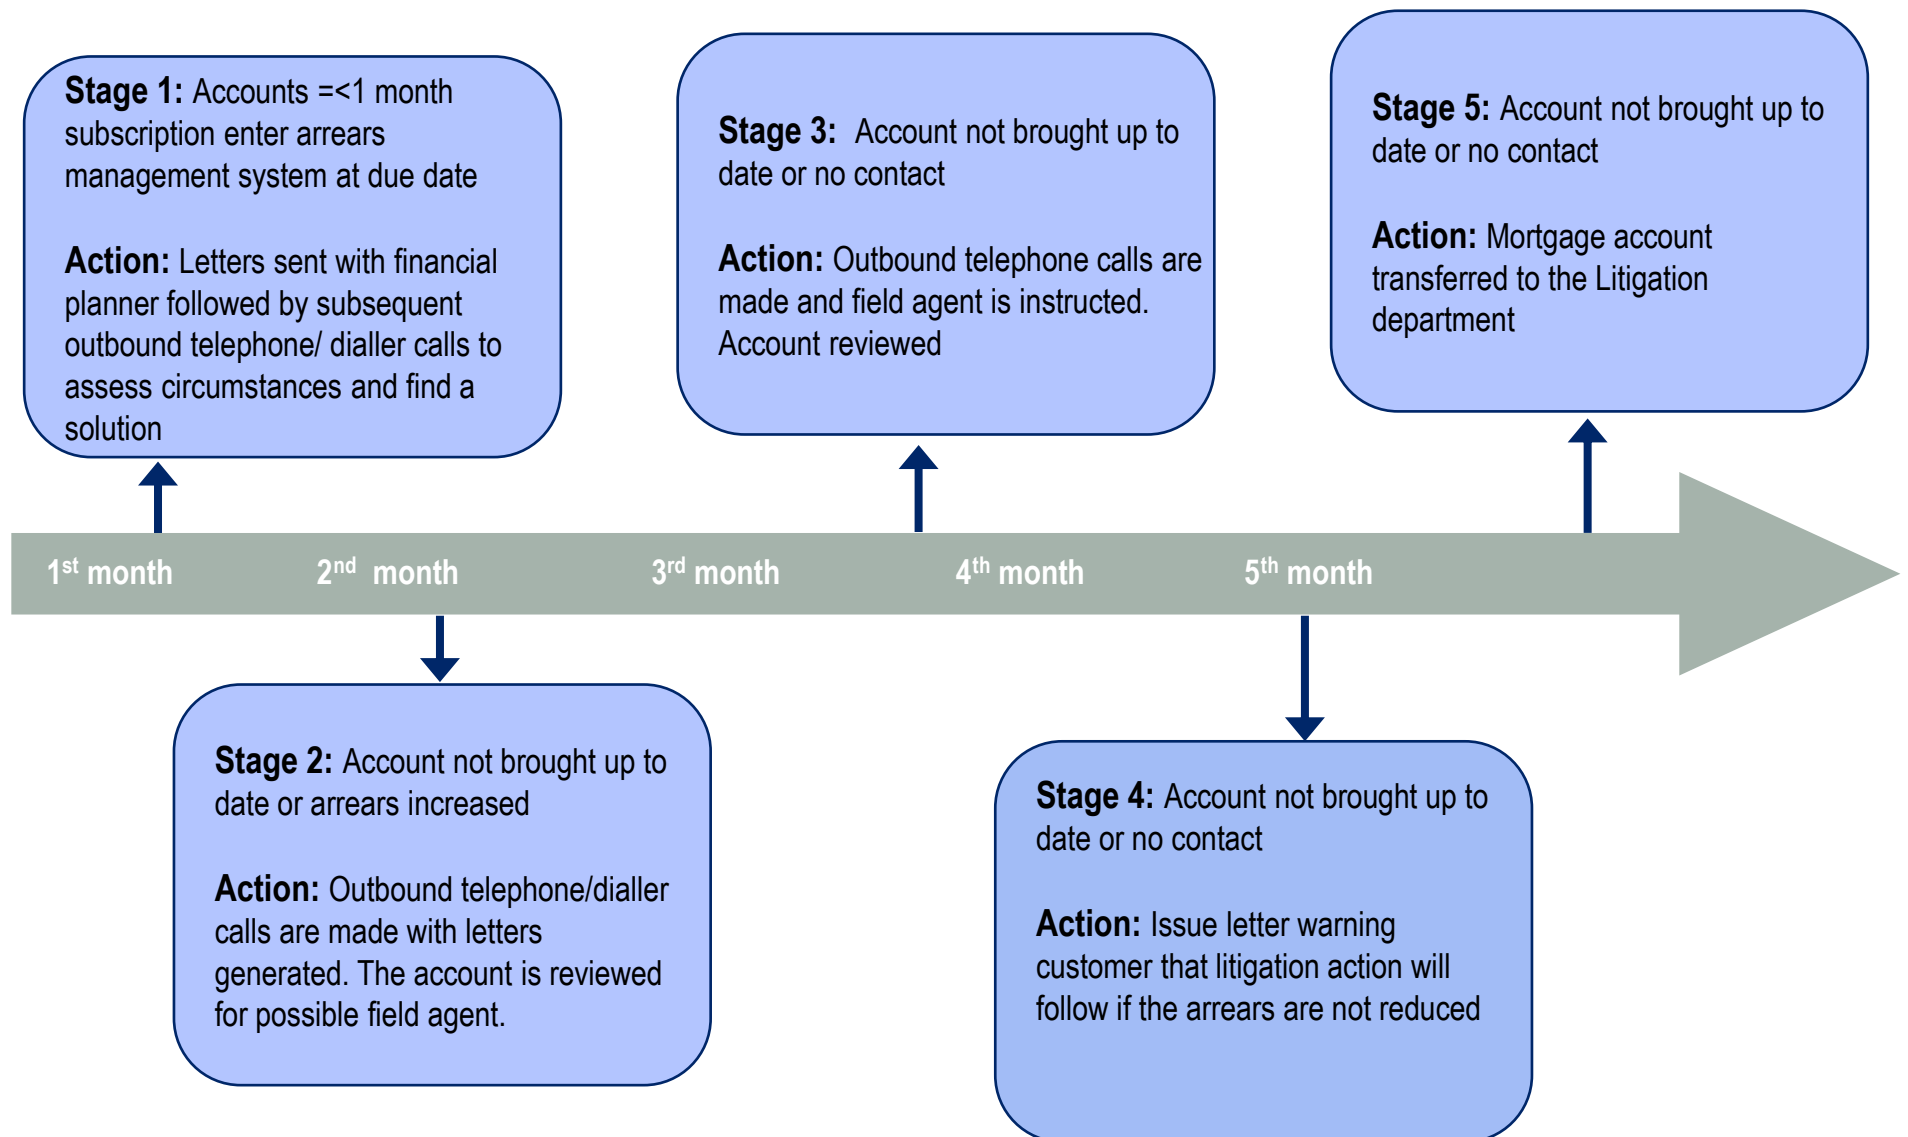 Stage 1: Accounts =<1 month
subscription enter arrears
management system at due date
Action: Letters sent with financial
planner followed by subsequent
outbound telephone/ dialler calls to
assess circumstances and find a
solution
Stage 3: Account not brought up to
date or no contact
Action: Outbound telephone calls are
made and field agent is instructed.
Account reviewed
Stage 5: Account not brought up to
date or no contact
Action: Mortgage account
transferred to the Litigation
department
1st month
2nd month
3rd month
4th month
5th month
Stage 2: Account not brought up to
date or arrears increased
Action: Outbound telephone/dialler
calls are made with letters
generated. The account is reviewed
for possible field agent.
Stage 4: Account not brought up to
date or no contact
Action: Issue letter warning
customer that litigation action will
follow if the arrears are not reduced